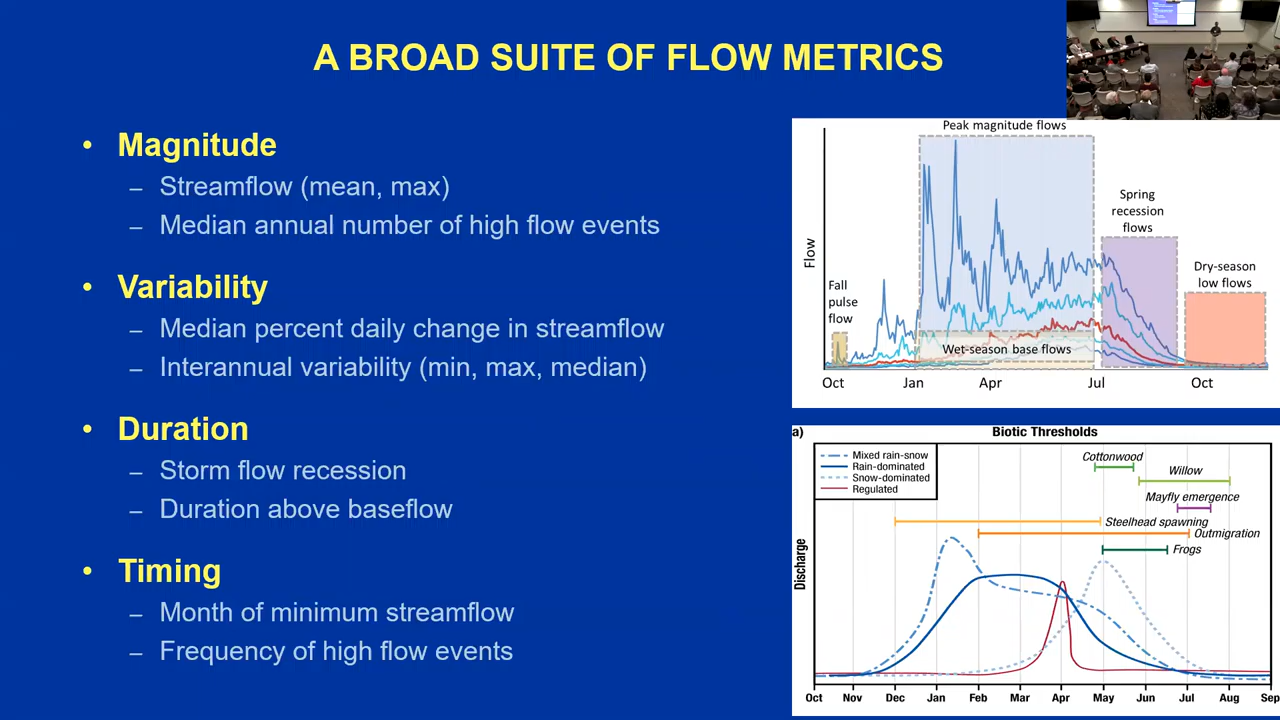 A BROAD SUITE OF FLOW METRICS
• Magnitude
– Streamflow (mean, max)
– Median annual number of high flow events
• Variability
– Median percent daily change in streamflow
– Interannual variability (min, max, median)
• Duration
– Storm flow recession
– Duration above baseflow
• Timing
– Month of minimum streamflow
– Frequency of high flow events
Peak magnitude flows
Spring
recession
flows
Dry-season
low flows
Fall
pulse
flow
Wet-season base flows
Flow
Oct Jan Apr Jul Oct
a) Biotic Thresholds
Mixed rain-snow
Rain-dominated
Snow-dominated
Regulated
Cottonwood
Willow
Mayfly emergence
Steelhead spawning
Outmigration
Frogs
Discharge
Oct Nov Dec Jan Feb Mar Apr May Jun Jul Aug Sep